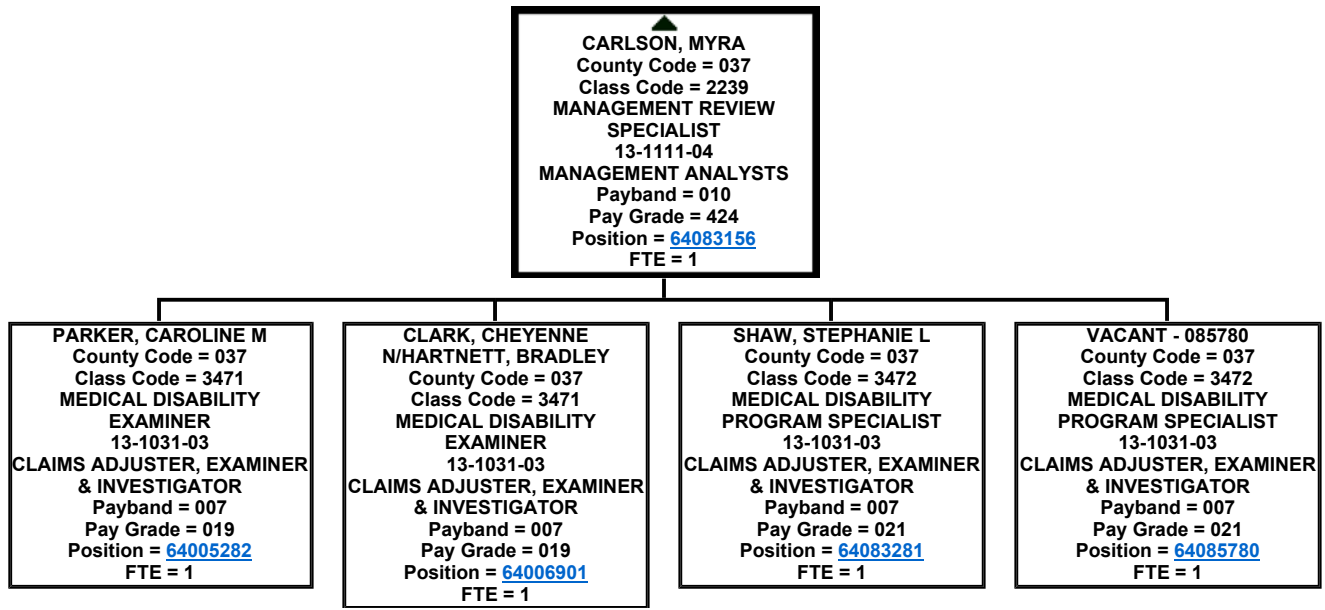 CARLSON, MYRA
County Code = 037
Class Code = 2239
MANAGEMENT REVIEW
SPECIALIST
13-1111-04
MANAGEMENT ANALYSTS
Payband = 010
Pay Grade = 424
Position = 64083156
FTE = 1
PARKER, CAROLINE M
County Code = 037
Class Code = 3471
MEDICAL DISABILITY
EXAMINER
13-1031-03
CLAIMS ADJUSTER, EXAMINER
& INVESTIGATOR
Payband = 007
Pay Grade = 019
Position = 64005282
FTE = 1
CLARK, CHEYENNE
N/HARTNETT, BRADLEY
County Code = 037
Class Code = 3471
MEDICAL DISABILITY
EXAMINER
13-1031-03
CLAIMS ADJUSTER, EXAMINER
& INVESTIGATOR
Payband = 007
Pay Grade = 019
Position = 64006901
FTE = 1
SHAW, STEPHANIE L
County Code = 037
Class Code = 3472
MEDICAL DISABILITY
PROGRAM SPECIALIST
13-1031-03
CLAIMS ADJUSTER, EXAMINER
& INVESTIGATOR
Payband = 007
Pay Grade = 021
Position = 64083281
FTE = 1
VACANT - 085780
County Code = 037
Class Code = 3472
MEDICAL DISABILITY
PROGRAM SPECIALIST
13-1031-03
CLAIMS ADJUSTER, EXAMINER
& INVESTIGATOR
Payband = 007
Pay Grade = 021
Position = 64085780
FTE = 1